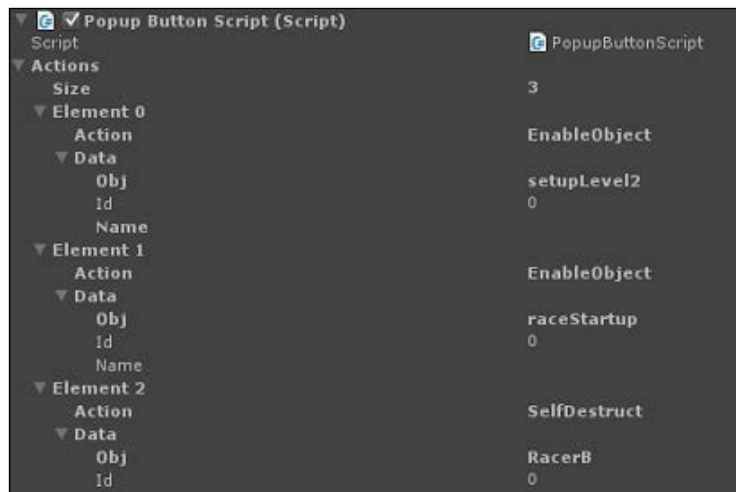 Popup Button Script (Script)
Script PopupButtonScript
Actions
Size 3
Element 0
Action EnableObject
Data
Obj setupLevel2
Id 0
Name
Element 1
Action EnableObject
Data
Obj raceStartup
Id 0
Name
Element 2
Action SelfDestruct
Data
Obj RacerB
Id 0